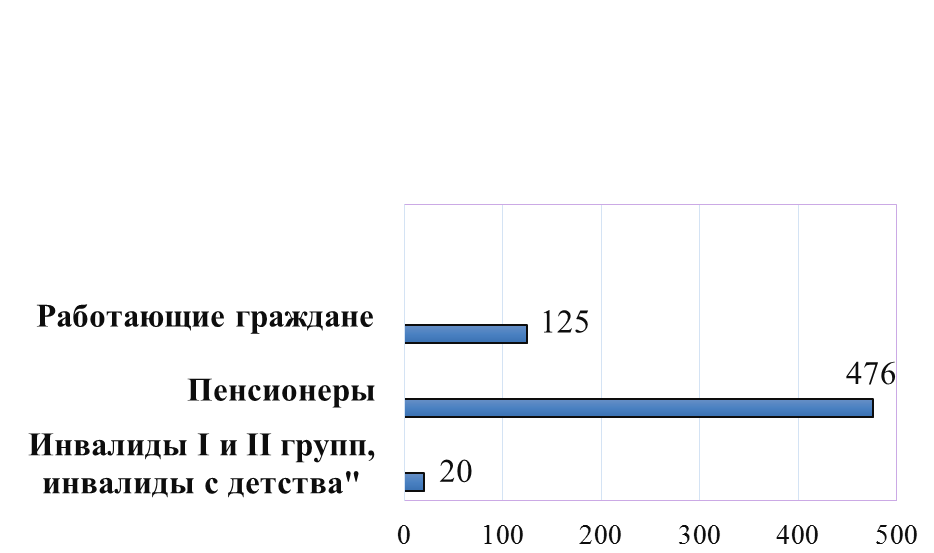 Работающие граждане
125
Пенсионеры
476
Инвалиды I и II групп,
инвалиды с детства"
20
0 100 200 300 400 500